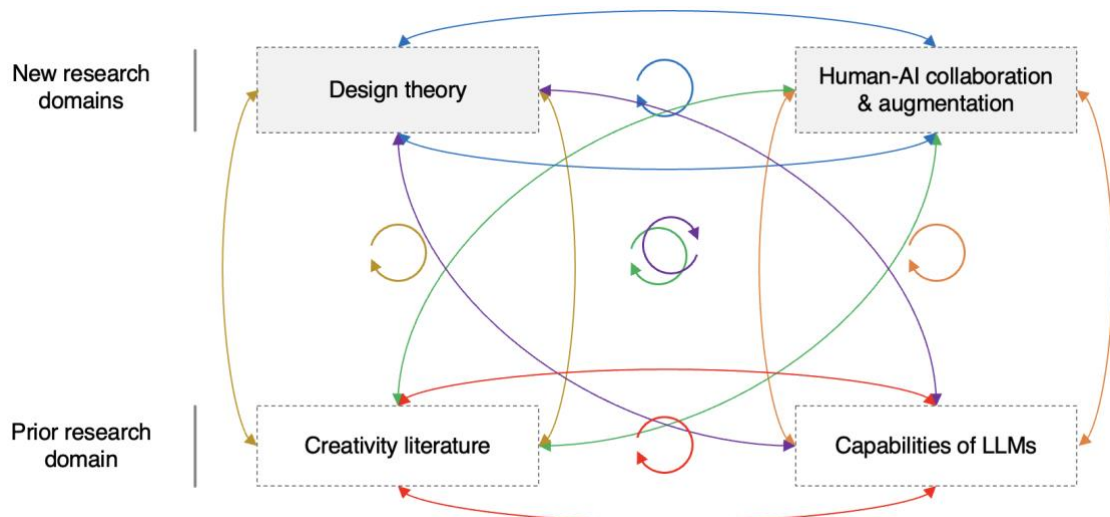 New research
domains
Design theory
Human-AI collaboration
& augmentation
Prior research
domain
Creativity literature
Capabilities of LLMs